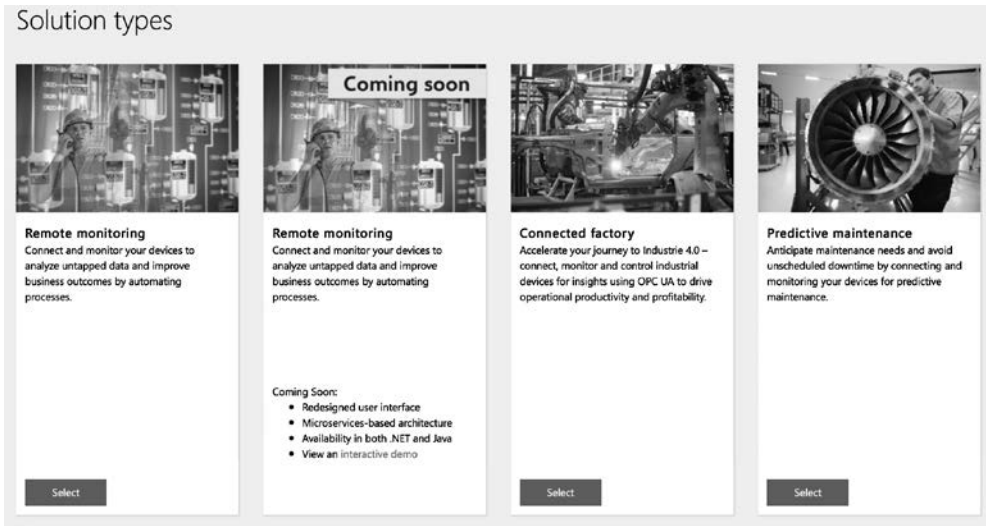 Solution types
Coming soon
Remote monitoring
Connect and monitor your devices to
analyze untapped data and improve
business outcomes by automating
processes.
Select
Remote monitoring
Connect and monitor your devices to
analyze untapped data and improve
business outcomes by automating
processes.
Coming Soon:
• Redesigned user interface
• Microservices-based architecture
• Availability in both .NET and Java
• View an interactive demo
Connected factory
Accelerate your journey to Industrie 4.0 –
connect, monitor and control industrial
devices for insights using OPC UA to drive
operational productivity and profitability.
Select
Predictive maintenance
Anticipate maintenance needs and avoid
unscheduled downtime by connecting and
monitoring your devices for predictive
maintenance.
Select